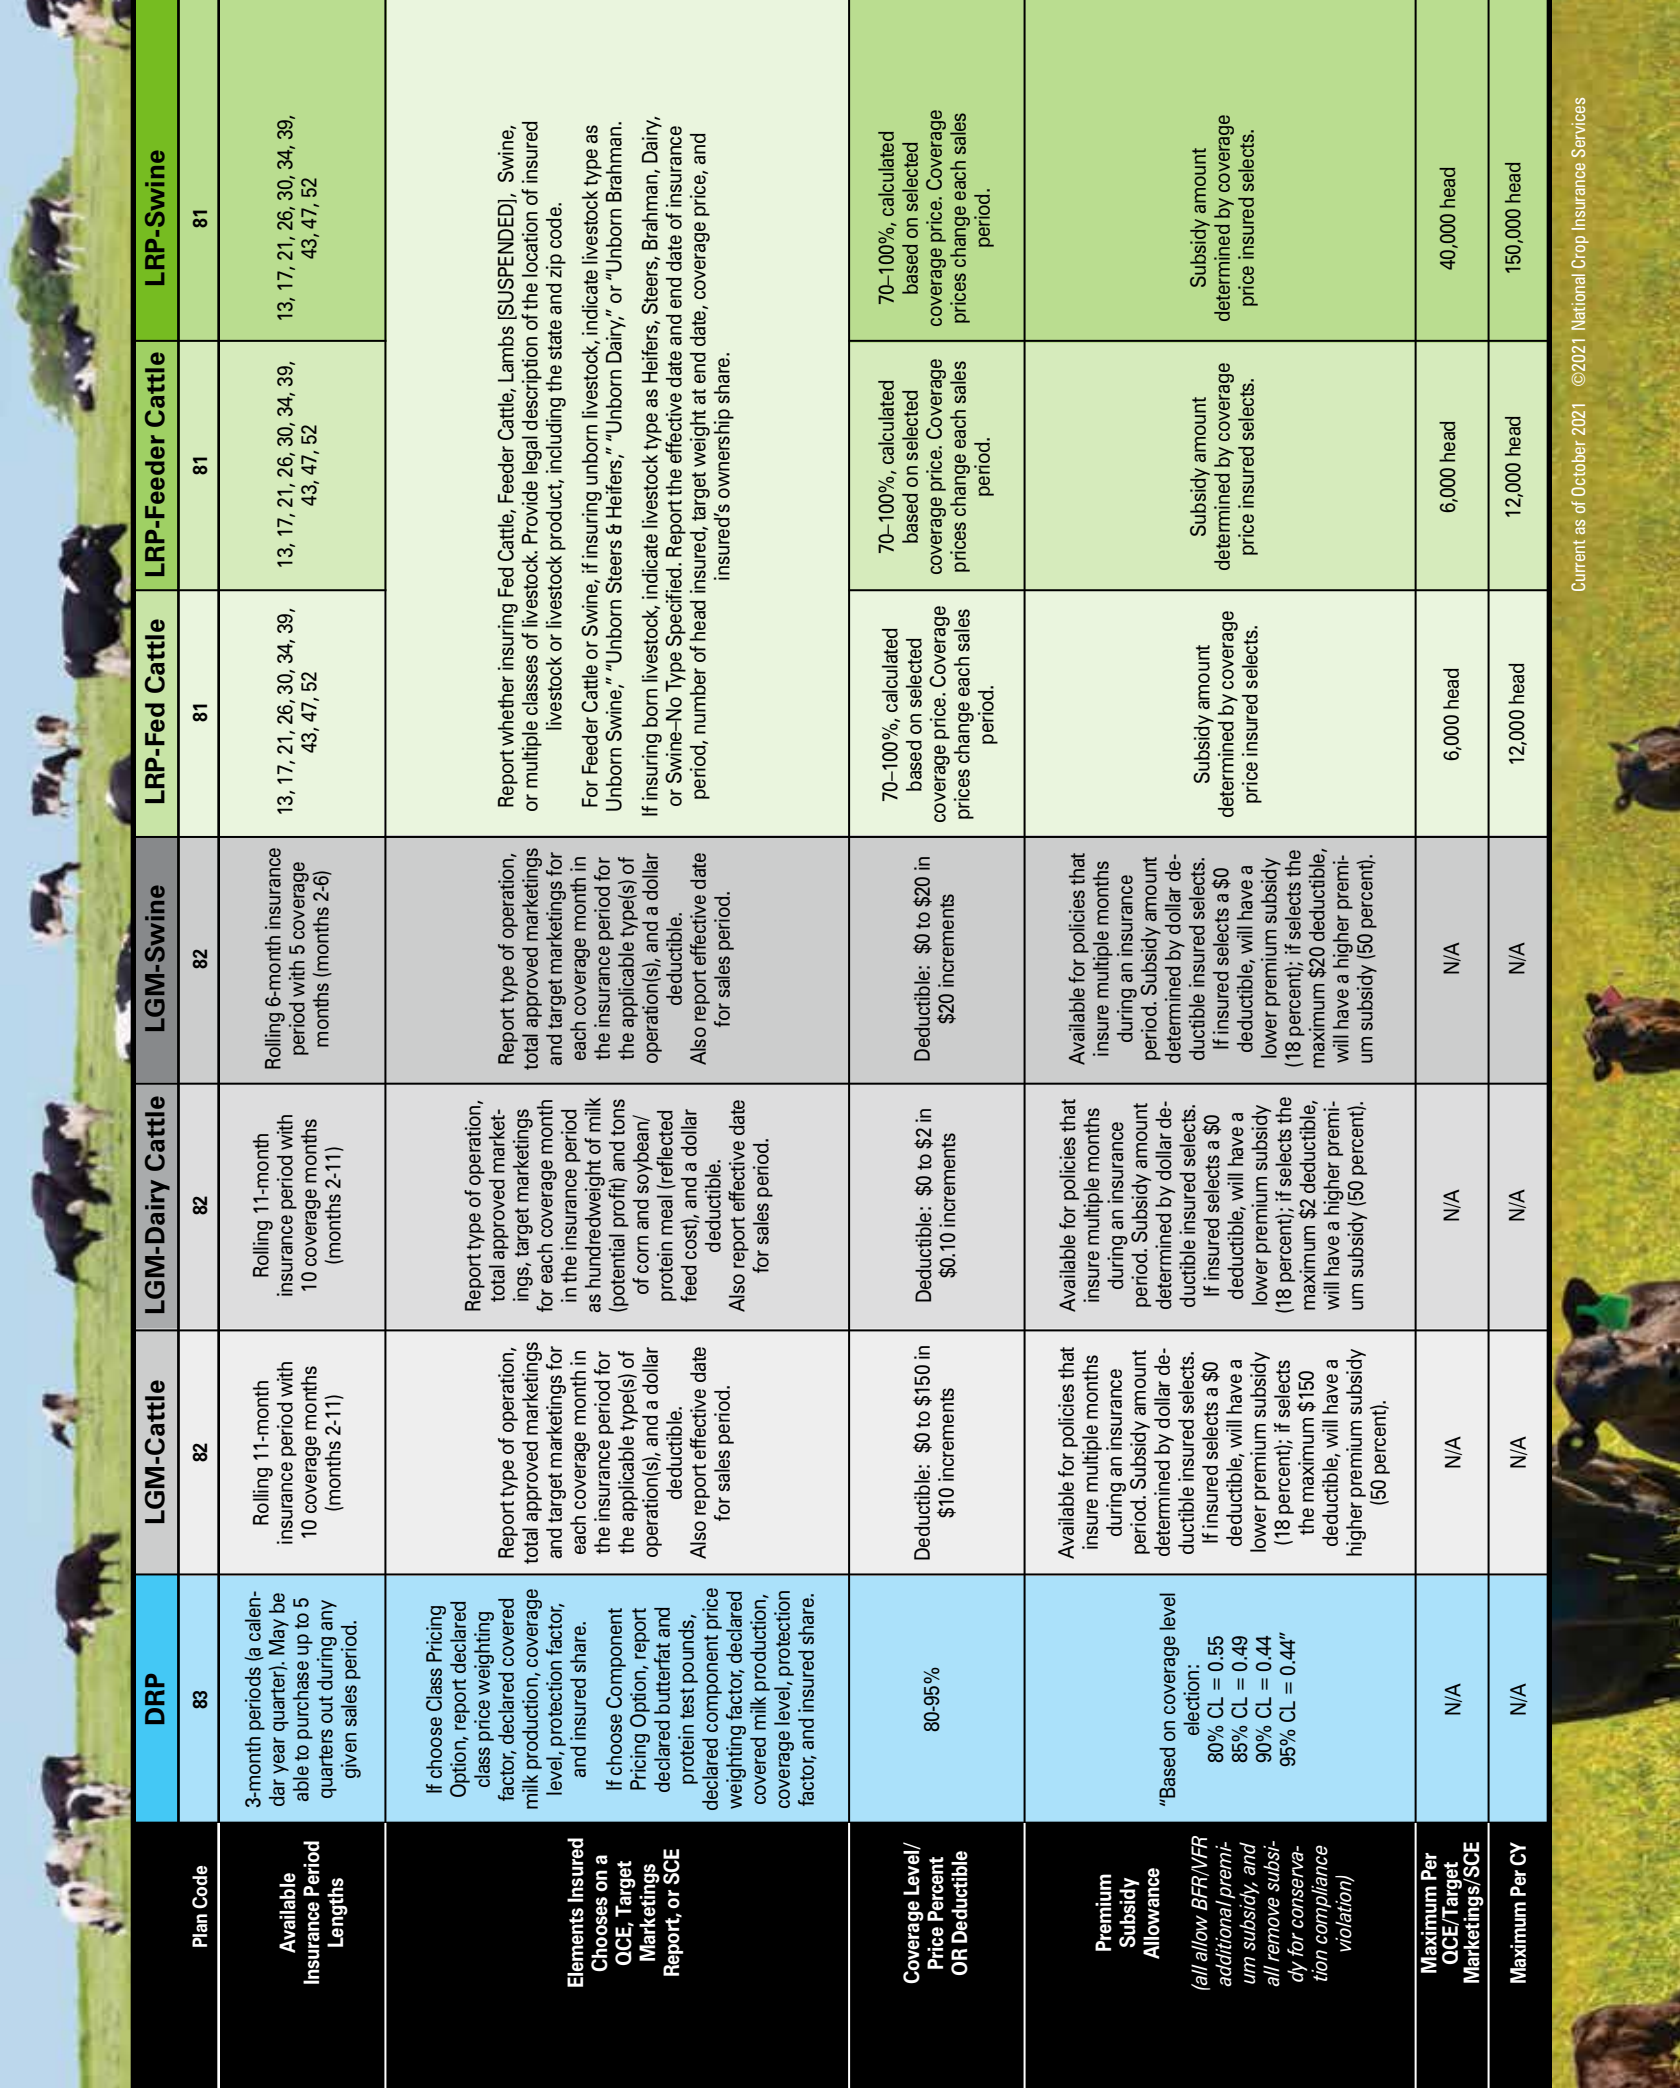 DRP
LGM-Cattle
LGM-Dairy Cattle
LGM-Swine
LRP-Fed Cattle
LRP-Feeder Cattle
LRP-Swine
Plan Code
83
82
82
82
81
81
81
Available
Insurance Period
Lengths
3-month periods (a calen-
dar year quarter). May be
able to purchase up to 5
quarters out during any
given sales period.
Rolling 11-month
insurance period with
10 coverage months
(months 2-11)
Rolling 11-month
insurance period with
10 coverage months
(months 2-11)
Rolling 6-month insurance
period with 5 coverage
months (months 2-6)
13, 17, 21, 26, 30, 34, 39,
43, 47, 52
13, 17, 21, 26, 30, 34, 39,
43, 47, 52
13, 17, 21, 26, 30, 34, 39,
43, 47, 52
Elements Insured
Chooses on a
QCE, Target
Marketings
Report, or SCE
If choose Class Pricing
Option, report declared
class price weighting
factor, declared covered
milk production, coverage
level, protection factor,
and insured share.
If choose Component
Pricing Option, report
declared butterfat and
protein test pounds,
declared component price
weighting factor, declared
covered milk production,
coverage level, protection
factor, and insured share.
Report type of operation,
total approved marketings
and target marketings for
each coverage month in
the insurance period for
the applicable type(s) of
operation(s), and a dollar
deductible.
Also report effective date
for sales period.
Report type of operation,
total approved market-
ings, target marketings
for each coverage month
in the insurance period
as hundredweight of milk
(potential profit) and tons
of corn and soybean/
protein meal (reflected
feed cost), and a dollar
deductible.
Also report effective date
for sales period.
Report type of operation,
total approved marketings
and target marketings for
each coverage month in
the insurance period for
the applicable type(s) of
operation(s), and a dollar
deductible.
Also report effective date
for sales period.
Report whether insuring Fed Cattle, Feeder Cattle, Lambs [SUSPENDED], Swine,
or multiple classes of livestock. Provide legal description of the location of insured
livestock or livestock product, including the state and zip code.
For Feeder Cattle or Swine, if insuring unborn livestock, indicate livestock type as
Unborn Swine,” “Unborn Steers & Heifers,” “Unborn Dairy,” or “Unborn Brahman.
If insuring born livestock, indicate livestock type as Heifers, Steers, Brahman, Dairy,
or Swine–No Type Specified. Report the effective date and end date of insurance
period, number of head insured, target weight at end date, coverage price, and
insured’s ownership share.
Coverage Level/
Price Percent
OR Deductible
80-95%
Deductible: $0 to $150 in
$10 increments
Deductible: $0 to $2 in
$0.10 increments
Deductible: $0 to $20 in
$20 increments
70–100%, calculated
based on selected
coverage price. Coverage
prices change each sales
period.
70–100%, calculated
based on selected
coverage price. Coverage
prices change each sales
period.
70–100%, calculated
based on selected
coverage price. Coverage
prices change each sales
period.
Premium
Subsidy
Allowance
(all allow BFR/VFR
additional premi-
um subsidy, and
all remove subsi-
dy for conserva-
tion compliance
violation)
“Based on coverage level
election:
80% CL = 0.55
85% CL = 0.49
90% CL = 0.44
95% CL = 0.44”
Available for policies that
insure multiple months
during an insurance
period. Subsidy amount
determined by dollar de-
ductible insured selects.
If insured selects a $0
deductible, will have a
lower premium subsidy
(18 percent); if selects
the maximum $150
deductible, will have a
higher premium subsidy
(50 percent).
Available for policies that
insure multiple months
during an insurance
period. Subsidy amount
determined by dollar de-
ductible insured selects.
If insured selects a $0
deductible, will have a
lower premium subsidy
(18 percent); if selects the
maximum $2 deductible,
will have a higher premi-
um subsidy (50 percent).
Available for policies that
insure multiple months
during an insurance
period. Subsidy amount
determined by dollar de-
ductible insured selects.
If insured selects a $0
deductible, will have a
lower premium subsidy
(18 percent); if selects the
maximum $20 deductible,
will have a higher premi-
um subsidy (50 percent).
Subsidy amount
determined by coverage
price insured selects.
Subsidy amount
determined by coverage
price insured selects.
Subsidy amount
determined by coverage
price insured selects.
Maximum Per
QCE/Target
Marketings/SCE
N/A
N/A
N/A
N/A
6,000 head
6,000 head
40,000 head
Maximum Per CY
N/A
N/A
N/A
N/A
12,000 head
12,000 head
150,000 head
Current as of October 2021 ©2021 National Crop Insurance Services